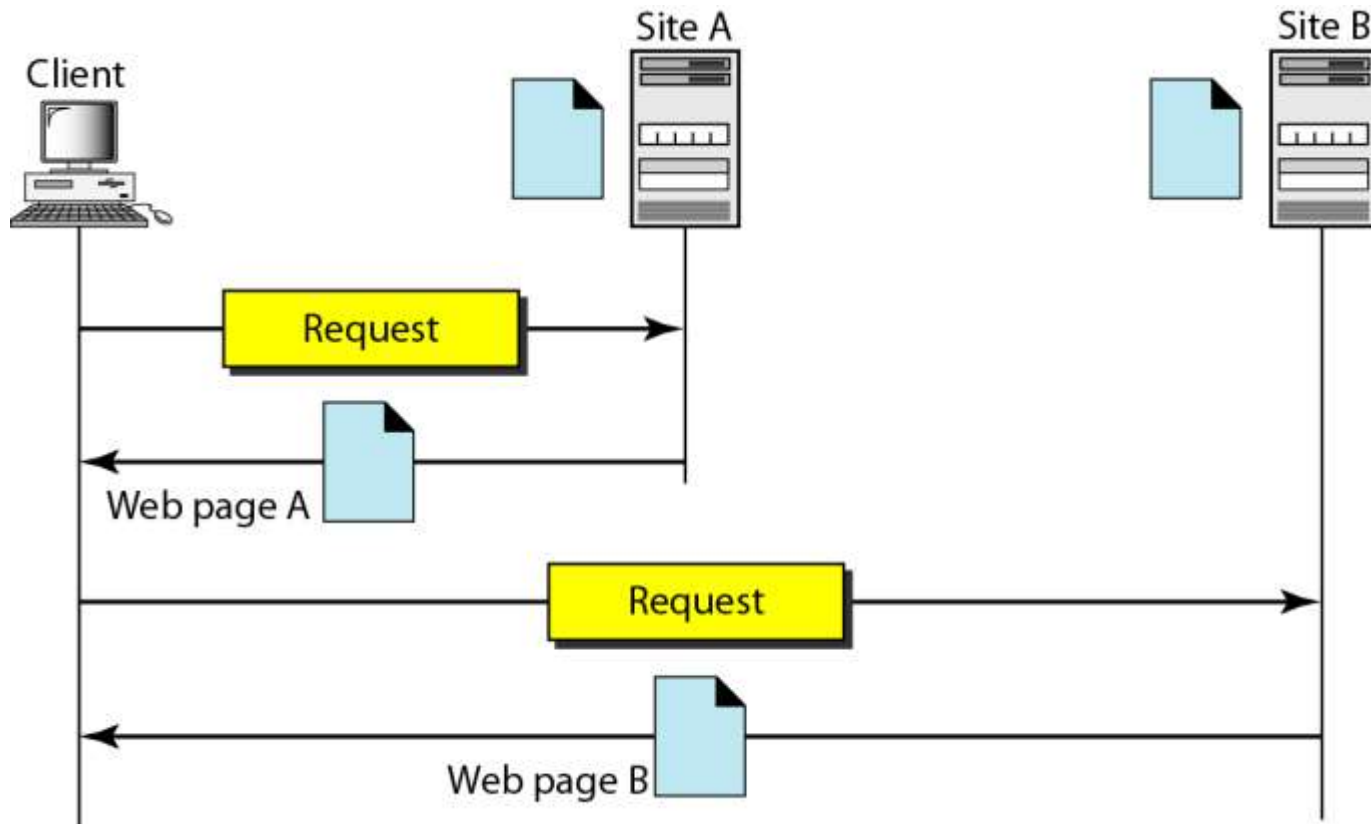 Site A
Site B
Client
Request
Web page A
Request
Web page B